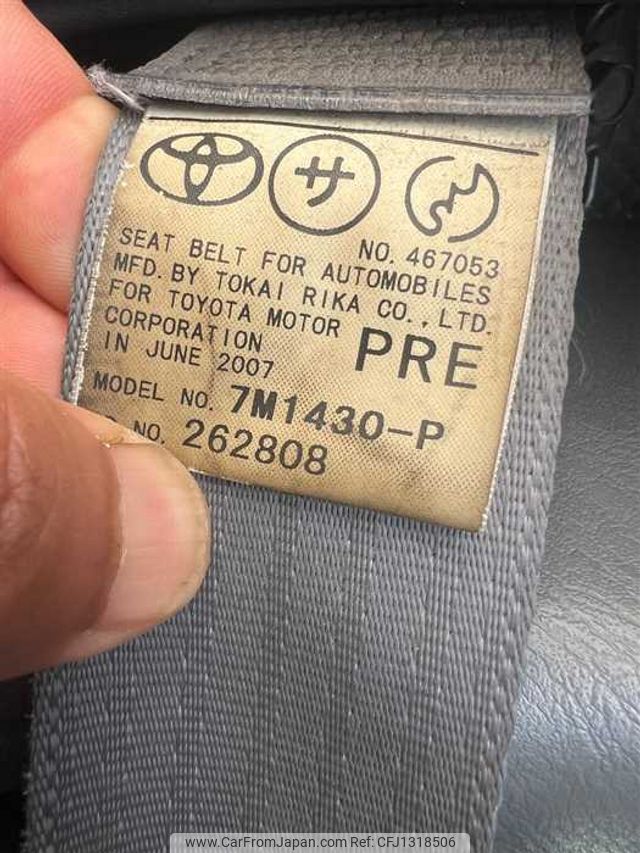 サ
NO. 467053
SEAT BELT FOR AUTOMOBILES
MFD. BY TOKAI RIKA CO., LTD.
FOR TOYOTA MOTOR
CORPORATION
PRE
IN JUNE 2007
MODEL NO. 7M1430-P
NO. 262808
www.CarFromJapan.com Ref:CFJ1318506